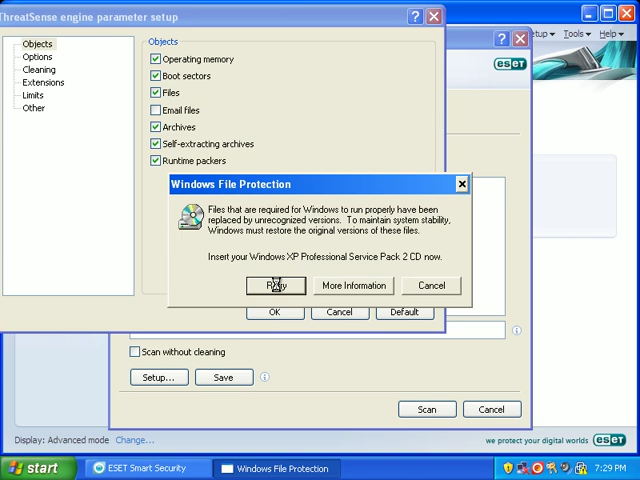 ThreatSense engine parameter setup
Objects
Options
Cleaning
Extensions
Limits
Other
Objects
Operating memory
Boot sectors
Files
Email files
Archives
Self-extracting archives
Runtime packers
Tools
Help
eset
Windows File Protection
Files that are required for Windows to run properly have been
replaced by unrecognized versions. To maintain system stability,
Windows must restore the original versions of these files.
Insert your Windows XP Professional Service Pack 2 CD now.
More Information
Cancel
OK
Cancel
Default
Scan without cleaning
Setup...
Save
Scan
Cancel
Display: Advanced mode Change...
we protect your digital worlds eset
start
ESET Smart Security
Windows File Protection
7:29 PM